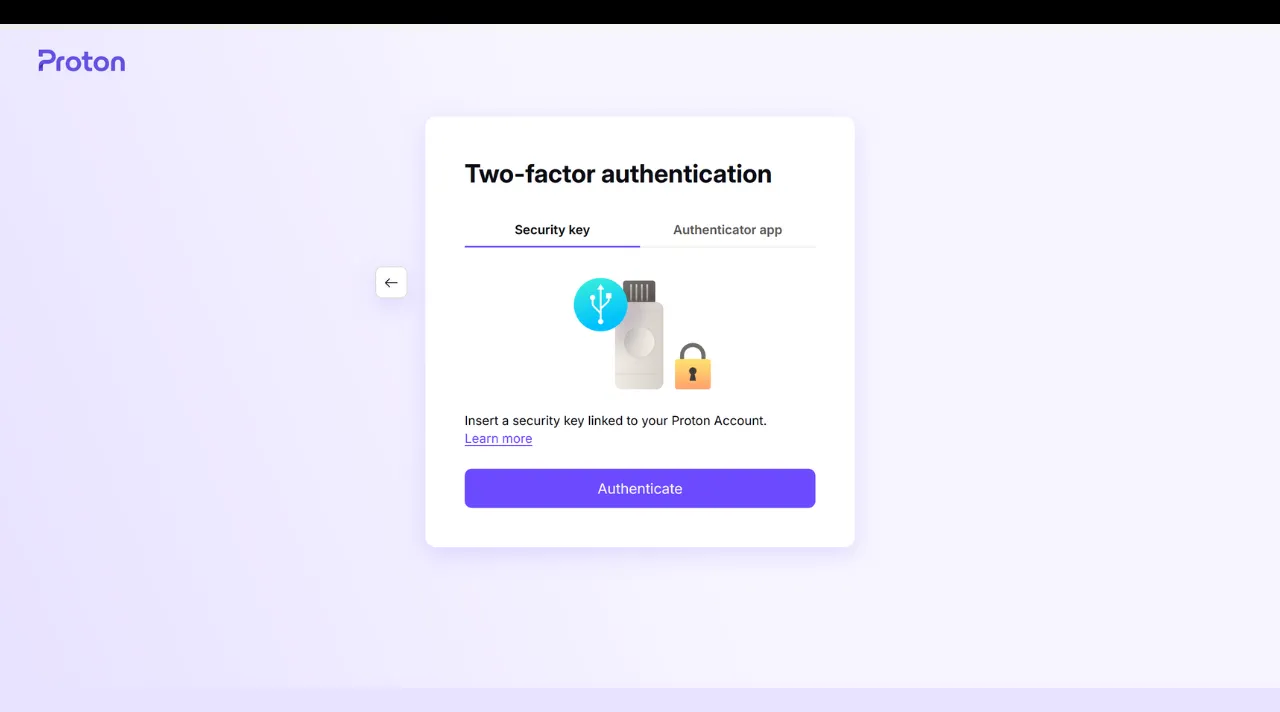 Proton
Two-factor authentication
Security key
Authenticator app
Insert a security key linked to your Proton Account.
Learn more
Authenticate